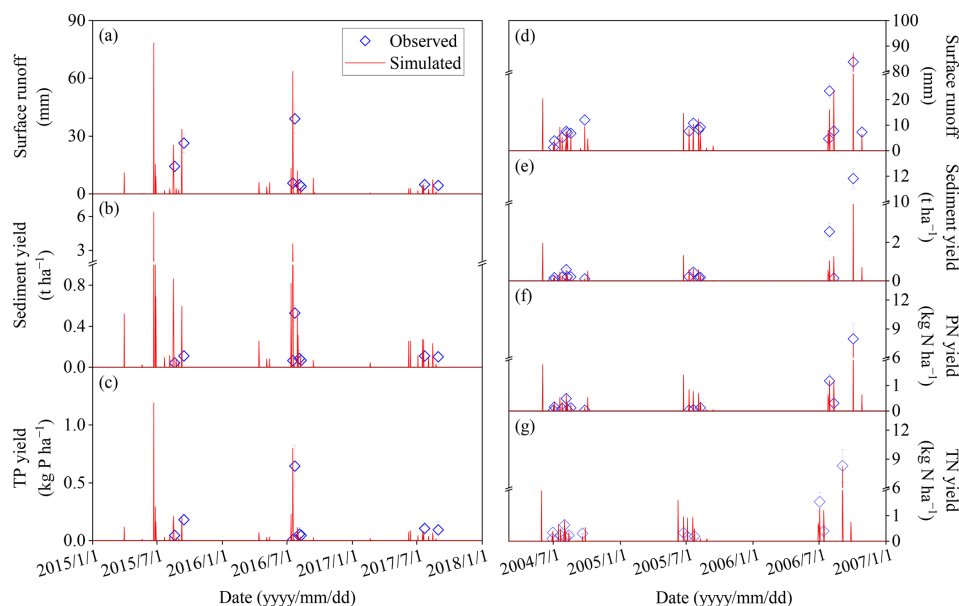 (a)
Observed
Simulated
Surface runoff
(mm)
90
60
30
0
(b)
Sediment yield
(t ha⁻¹)
6
3
0.8
0.4
0.0
(c)
TP yield
(kg P ha⁻¹)
1.0
0.5
0.0
2015/1/1
2015/7/1
2016/1/1
2016/7/1
2017/1/1
2017/7/1
2018/1/1
Date (yyyy/mm/dd)
(d)
100
90
80
20
10
0
Surface runoff
(mm)
(e)
12
10
2
0
Sediment yield
(t ha⁻¹)
(f)
12
9
6
1
0
PN yield
(kg N ha⁻¹)
(g)
12
9
6
1
0
TN yield
(kg N ha⁻¹)
2004/7/1
2005/1/1
2005/7/1
2006/1/1
2006/7/1
2007/1/1
Date (yyyy/mm/dd)